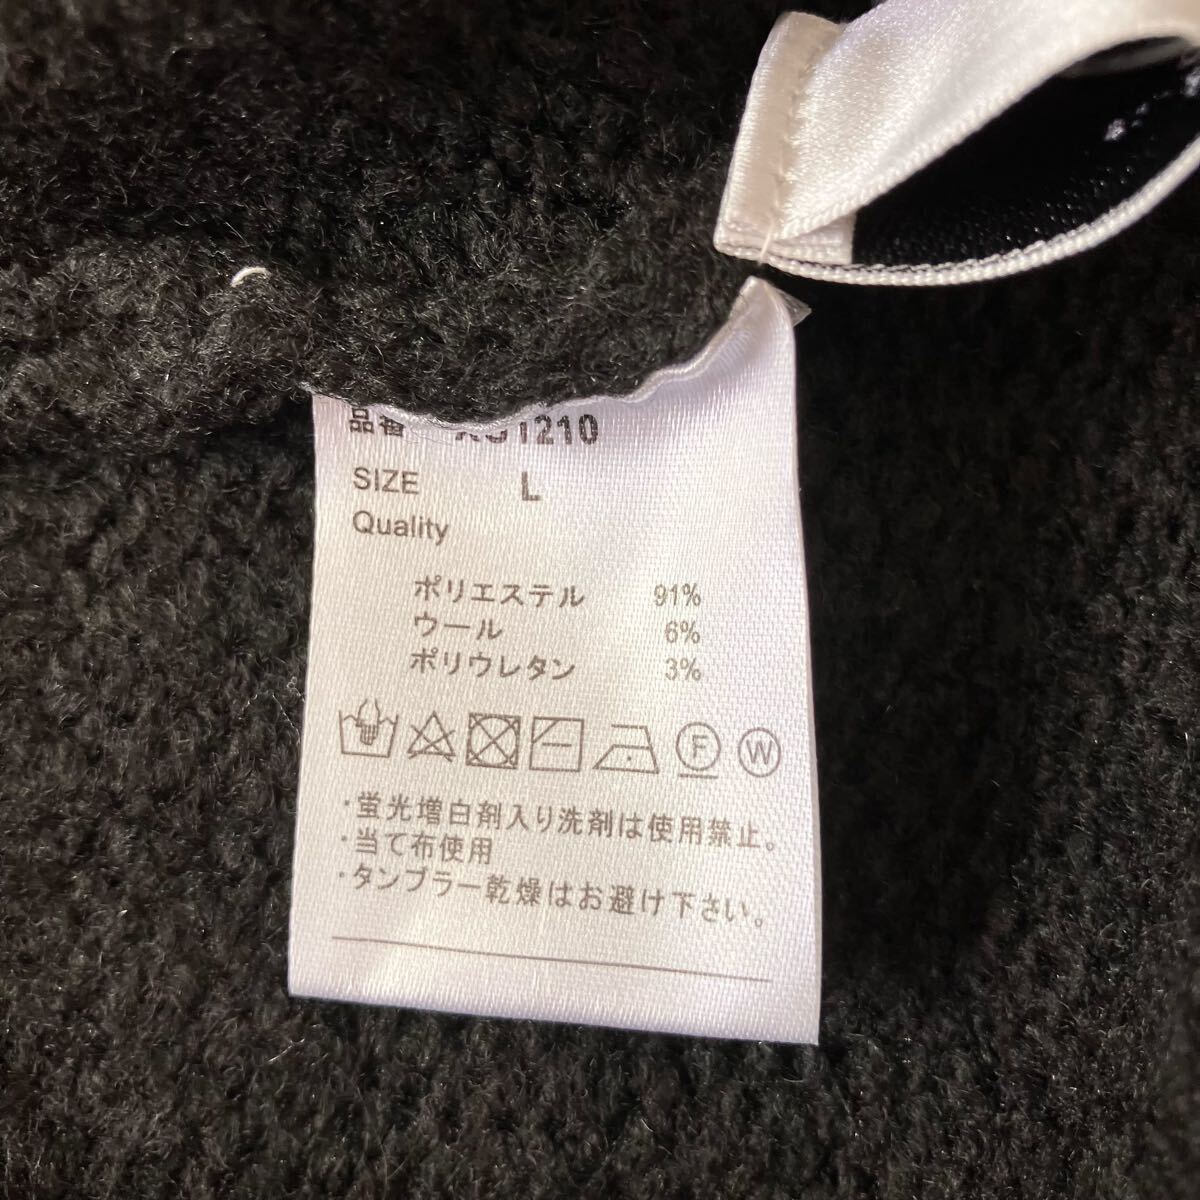 品番
SIZE L
Quality
ポリエステル 91%
ウール 6%
ポリウレタン 3%
F W
・蛍光増白剤入り洗剤は使用禁止。
・当て布使用
・タンブラー乾燥はお避け下さい。